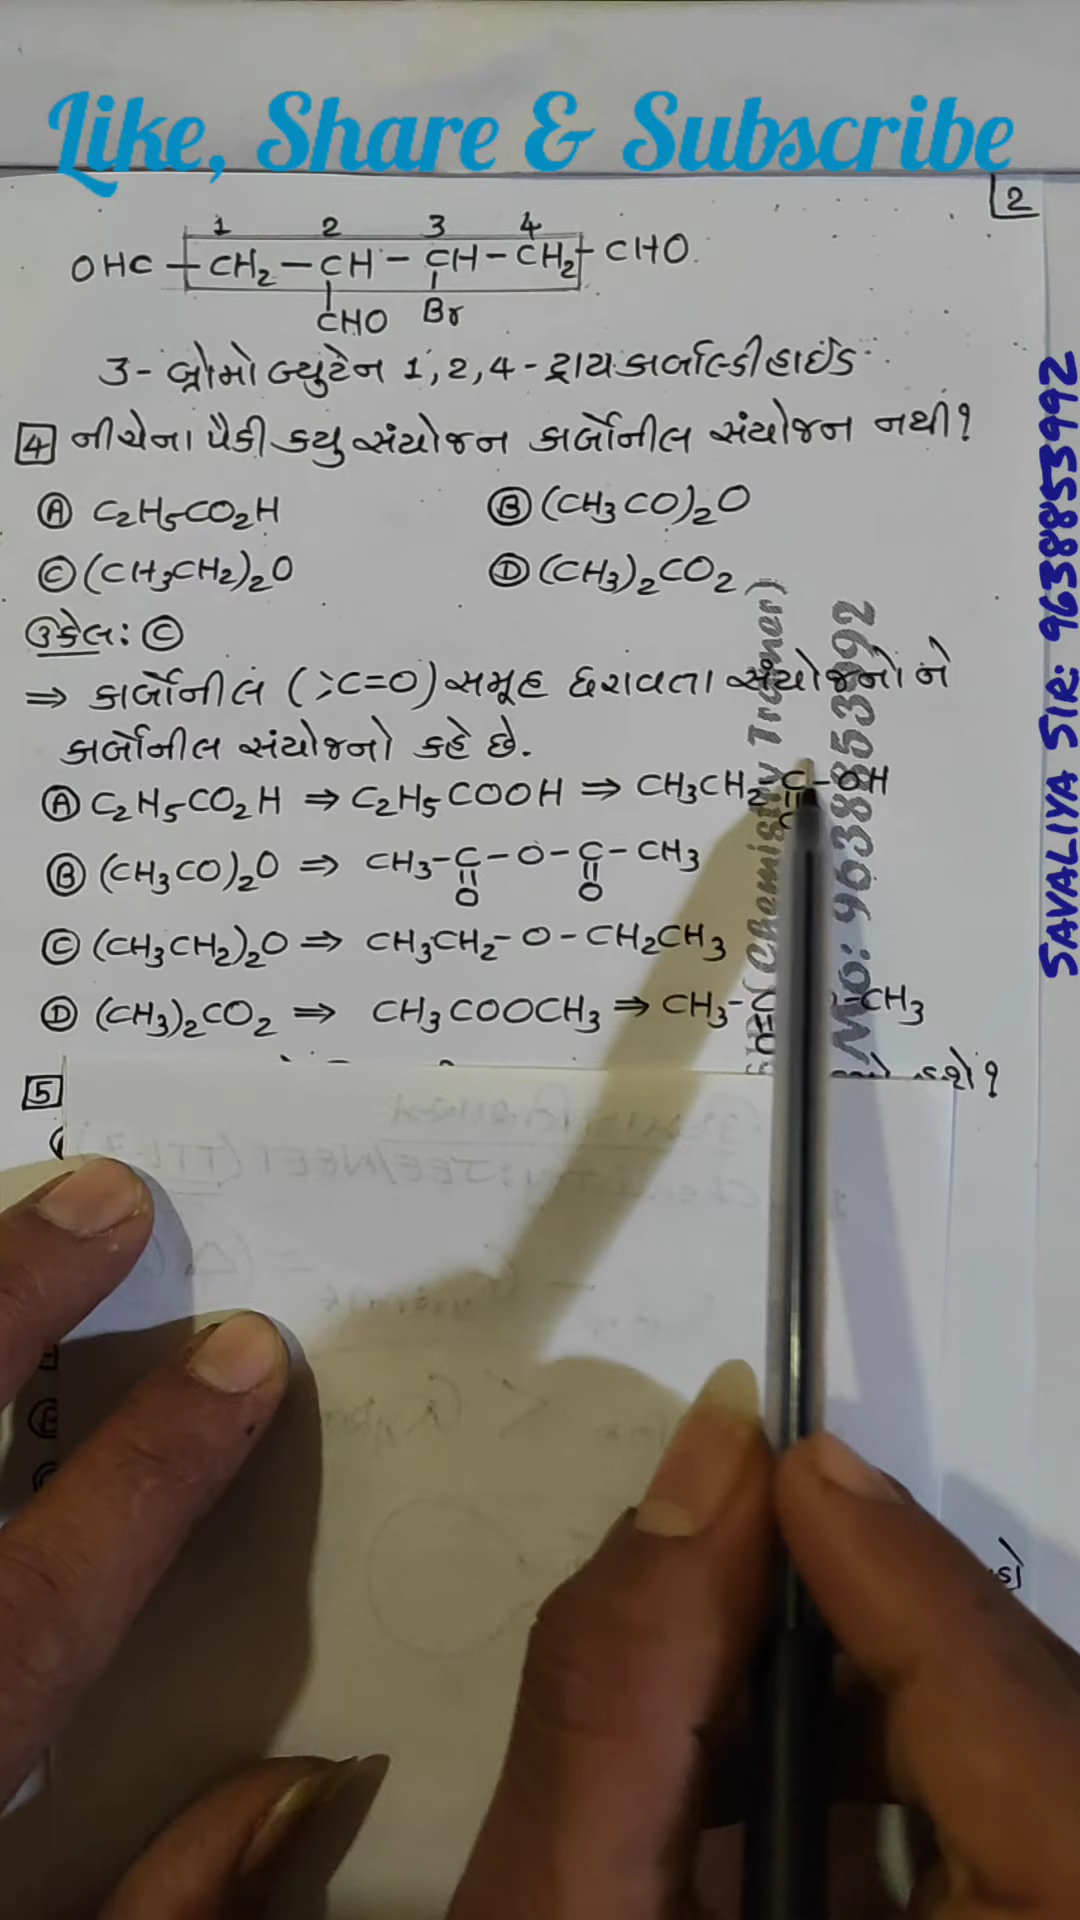 Like, Share & Subscribe
2
1 2 3 4
OHC - CH₂ - CH - CH - CH₂ - CHO
CHO Br
3- બ્રોમો બ્યુટેન 1,2,4 - ટ્રાયકાર્બાલ્ડીહાઈડ
4 નીચેના પૈકી ક્યુ સંયોજન કાર્બોનીલ સંયોજન નથી?
Ⓐ C₂H₅CO₂H Ⓑ (CH₃CO)₂O
Ⓒ (CH₃CH₂)₂O Ⓓ (CH₃)₂CO₂
ઉકેલ: Ⓒ
⇒ કાર્બોનીલ (>C=O) સમૂહ ધરાવતા સંયોજનોને
કાર્બોનીલ સંયોજનો કહે છે.
Ⓐ C₂H₅CO₂H ⇒ C₂H₅COOH ⇒ CH₃CH₂-C-OH
Ⓑ (CH₃CO)₂O ⇒ CH₃-C-O-C-CH₃
O O
Ⓒ (CH₃CH₂)₂O ⇒ CH₃CH₂-O-CH₂CH₃
Ⓓ (CH₃)₂CO₂ ⇒ CH₃COOCH₃ ⇒ CH₃-C -CH₃
O
5
SAVALIYA SIR: 9638853992
(Chemistry Trainer)
Mo: 9638853992